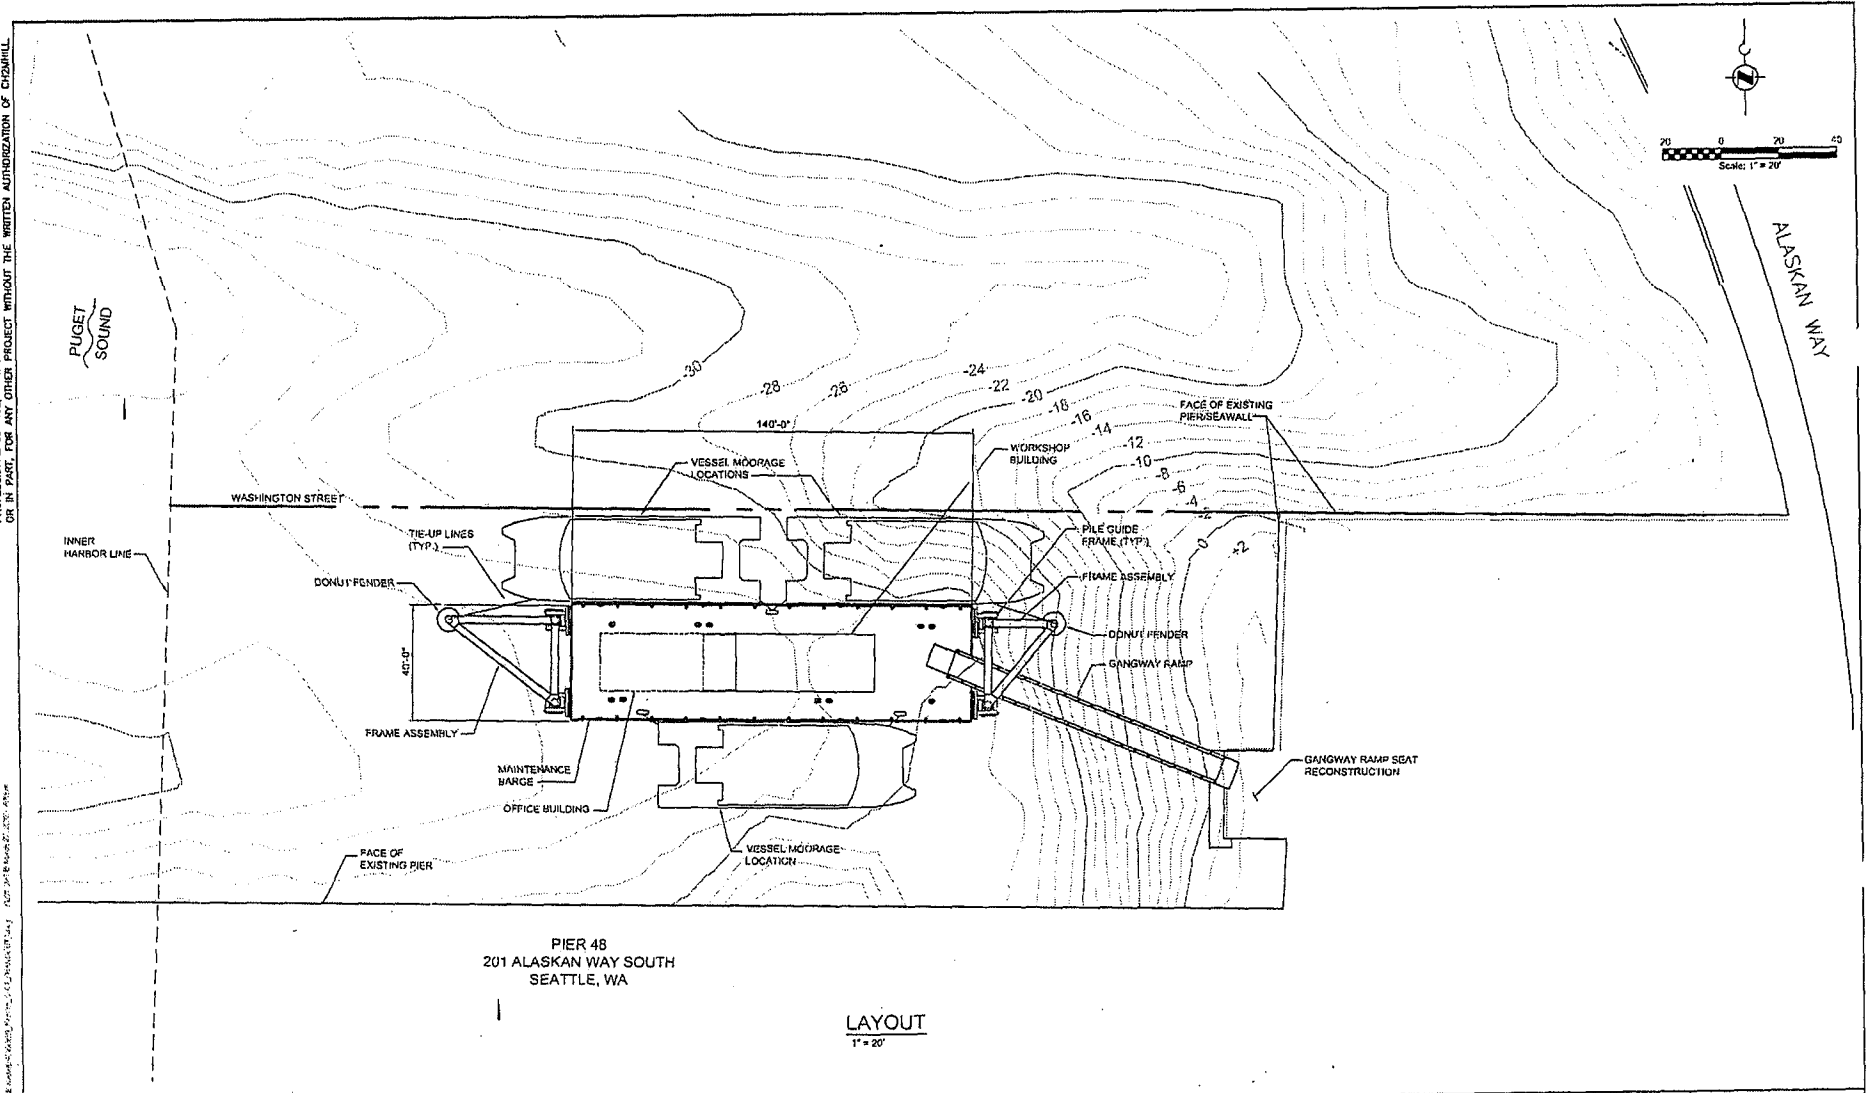 OR IN PART, FOR ANY OTHER PROJECT WITHOUT THE WRITTEN AUTHORIZATION OF CH2MHILL.
N
20 0 20 40
Scale: 1" = 20'
ALASKAN WAY
PUGET
SOUND
-30
-28
-26
-24
-22
-20
-18
-16
-14
-12
-10
-8
-6
-4
-2
0
+2
FACE OF EXISTING
PIER/SEAWALL
140'-0"
WORKSHOP
BUILDING
VESSEL MOORAGE
LOCATIONS
WASHINGTON STREET
TIE-UP LINES
(TYP.)
PILE GUIDE
FRAME (TYP.)
INNER
HARBOR LINE
DONUT FENDER
FRAME ASSEMBLY
DONUT FENDER
GANGWAY RAMP
40'-0"
FRAME ASSEMBLY
MAINTENANCE
BARGE
OFFICE BUILDING
GANGWAY RAMP SEAT
RECONSTRUCTION
VESSEL MOORAGE
LOCATION
FACE OF
EXISTING PIER
PIER 48
201 ALASKAN WAY SOUTH
SEATTLE, WA
LAYOUT
1" = 20'